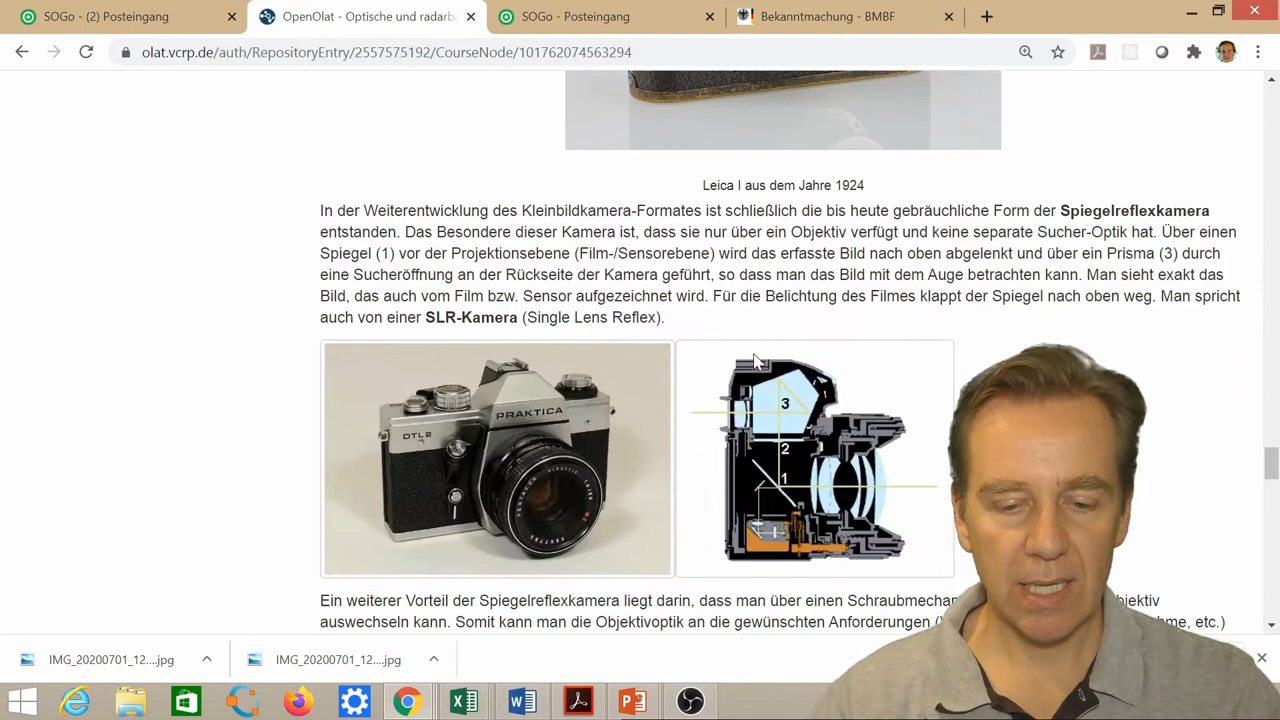 SOGo - (2) Posteingang
OpenOlat - Optische und radarba
SOGo - Posteingang
Bekanntmachung - BMBF
olat.vcrp.de/auth/RepositoryEntry/2557575192/CourseNode/101762074563294
Leica I aus dem Jahre 1924
In der Weiterentwicklung des Kleinbildkamera-Formates ist schließlich die bis heute gebräuchliche Form der Spiegelreflexkamera
entstanden. Das Besondere dieser Kamera ist, dass sie nur über ein Objektiv verfügt und keine separate Sucher-Optik hat. Über einen
Spiegel (1) vor der Projektionsebene (Film-/Sensorebene) wird das erfasste Bild nach oben abgelenkt und über ein Prisma (3) durch
eine Sucheröffnung an der Rückseite der Kamera geführt, so dass man das Bild mit dem Auge betrachten kann. Man sieht exakt das
Bild, das auch vom Film bzw. Sensor aufgezeichnet wird. Für die Belichtung des Filmes klappt der Spiegel nach oben weg. Man spricht
auch von einer SLR-Kamera (Single Lens Reflex).
PRAKTICA
DTL2
3
2
1
Ein weiterer Vorteil der Spiegelreflexkamera liegt darin, dass man über einen Schraubmechan bjektiv
auswechseln kann. Somit kann man die Objektivoptik an die gewünschten Anforderungen ( hme, etc.)
IMG_20200701_12....jpg
IMG_20200701_12....jpg